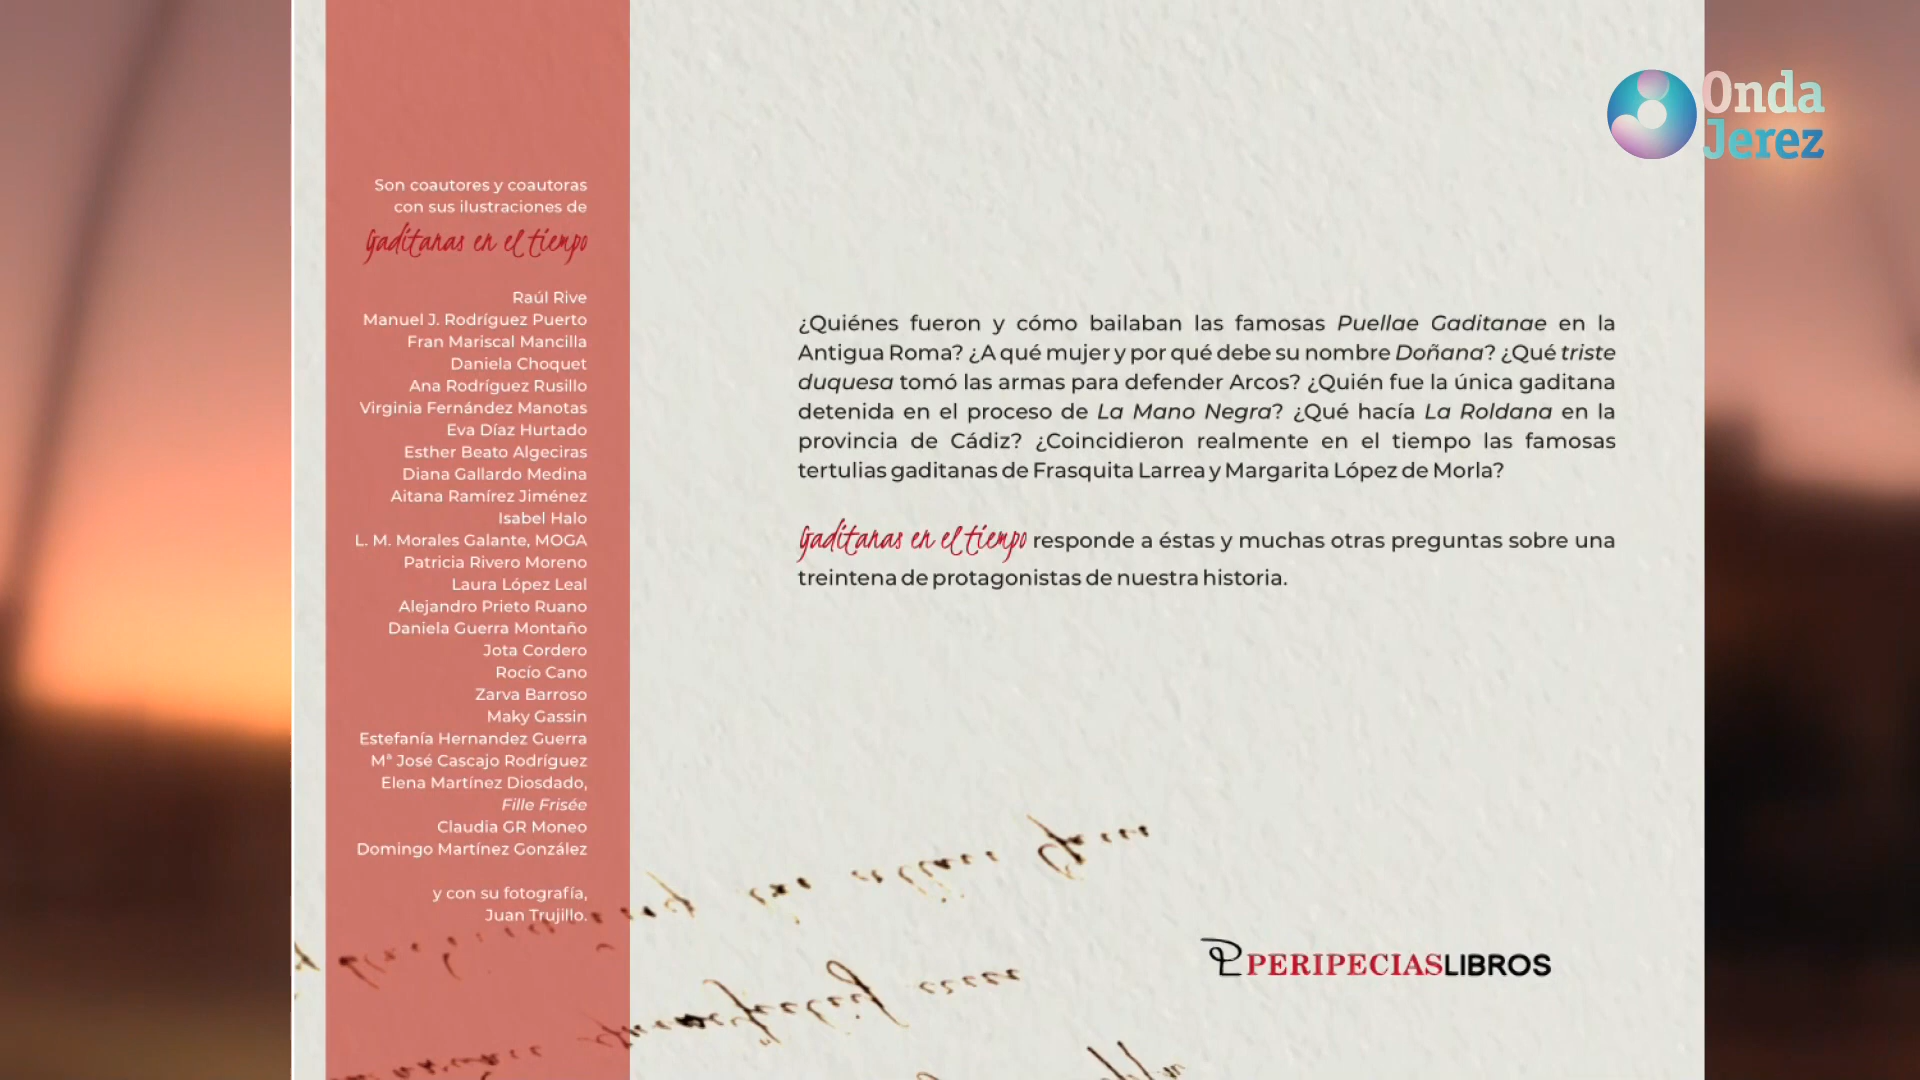 Son coautores y coautoras
con sus ilustraciones de
Gaditanas en el tiempo
Raúl Rive
Manuel J. Rodríguez Puerto
Fran Mariscal Mancilla
Daniela Choquet
Ana Rodríguez Rusillo
Virginia Fernández Manotas
Eva Díaz Hurtado
Esther Beato Algeciras
Diana Gallardo Medina
Aitana Ramírez Jiménez
Isabel Halo
L. M. Morales Galante, MOGA
Patricia Rivero Moreno
Laura López Leal
Alejandro Prieto Ruano
Daniela Guerra Montaño
Jota Cordero
Rocío Cano
Zarva Barroso
Maky Gassin
Estefanía Hernandez Guerra
Mª José Cascajo Rodríguez
Elena Martínez Diosdado,
Fille Frisée
Claudia GR Moneo
Domingo Martínez González
y con su fotografía,
Juan Trujillo.
¿Quiénes fueron y cómo bailaban las famosas Puellae Gaditanae en la
Antigua Roma? ¿A qué mujer y por qué debe su nombre Doñana? ¿Qué triste
duquesa tomó las armas para defender Arcos? ¿Quién fue la única gaditana
detenida en el proceso de La Mano Negra? ¿Qué hacía La Roldana en la
provincia de Cádiz? ¿Coincidieron realmente en el tiempo las famosas
tertulias gaditanas de Frasquita Larrea y Margarita López de Morla?
Gaditanas en el tiempo responde a éstas y muchas otras preguntas sobre una
treintena de protagonistas de nuestra historia.
PERIPECIASLIBROS
Onda
Jerez